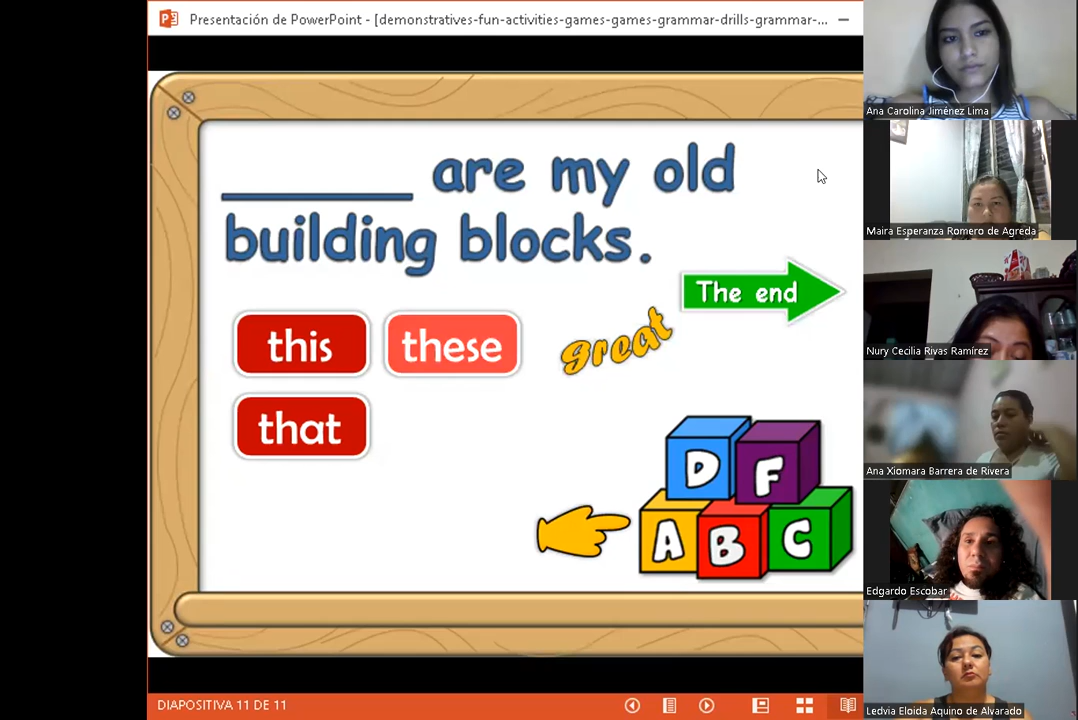 Presentación de PowerPoint - [demonstratives-fun-activities-games-games-grammar-drills-grammar-...
______ are my old
building blocks.
The end
this these
great
that
D F
A B C
DIAPOSITIVA 11 DE 11
Ana Carolina Jiménez Lima
Maira Esperanza Romero de Agreda
Nury Cecilia Rivas Ramírez
Ana Xiomara Barrera de Rivera
Edgardo Escobar
Ledvia Eloida Aquino de Alvarado